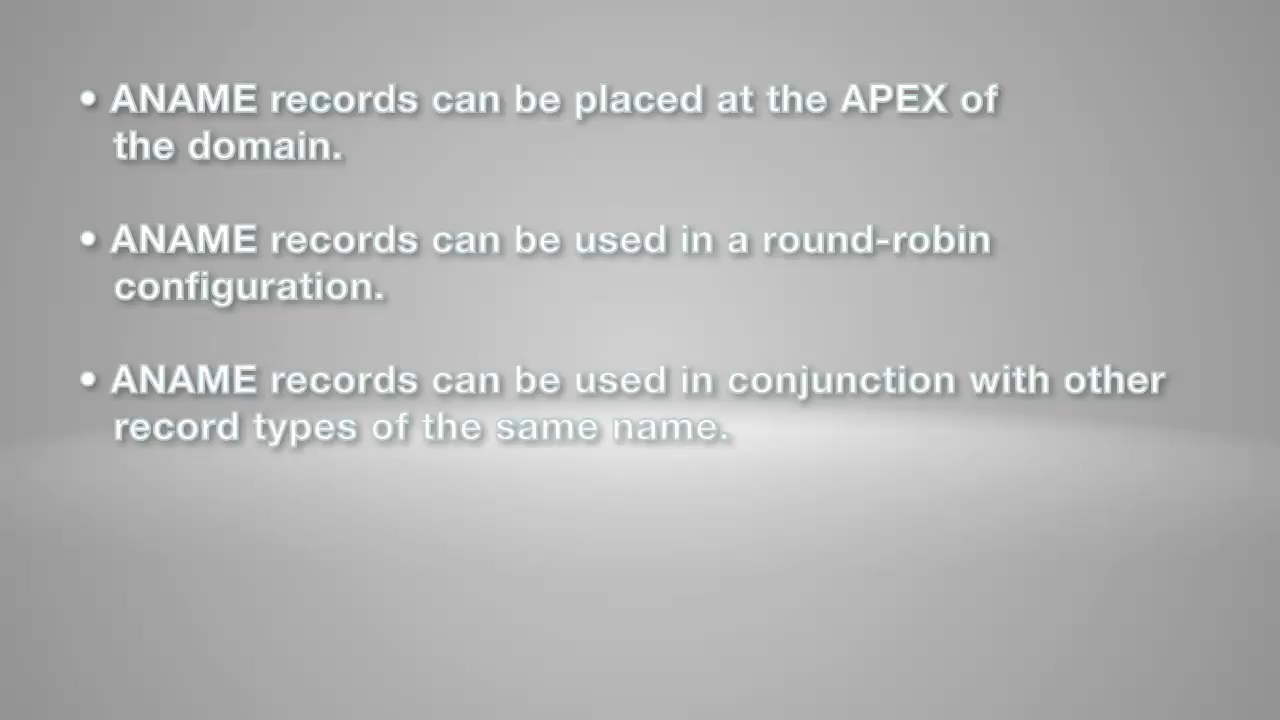 • ANAME records can be placed at the APEX of
the domain.
• ANAME records can be used in a round-robin
configuration.
• ANAME records can be used in conjunction with other
record types of the same name.